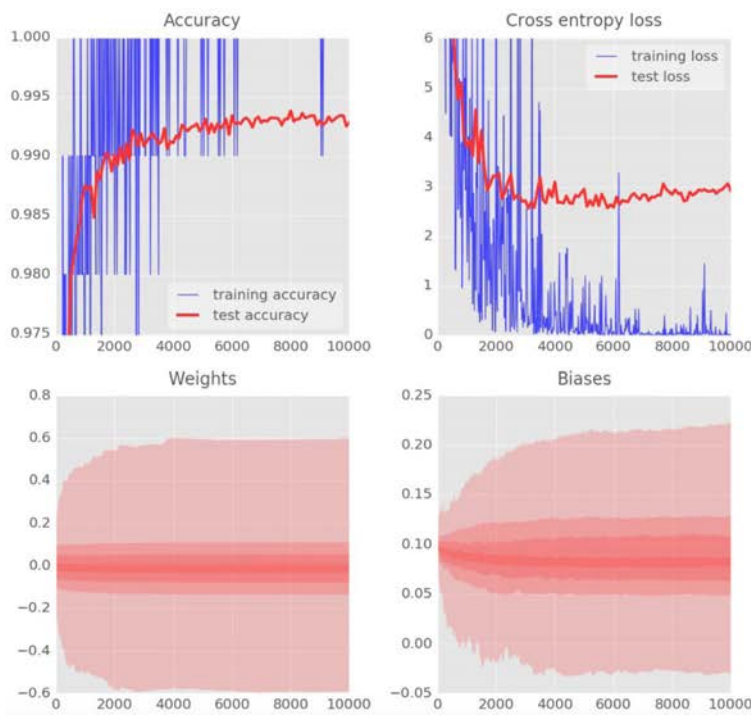 Accuracy
1.000
0.995
0.990
0.985
0.980
0.975
training accuracy
test accuracy
0 2000 4000 6000 8000 10000
Cross entropy loss
6
5
4
3
2
1
0
training loss
test loss
0 2000 4000 6000 8000 10000
Weights
0.8
0.6
0.4
0.2
0.0
−0.2
−0.4
−0.6
0 2000 4000 6000 8000 10000
Biases
0.25
0.20
0.15
0.10
0.05
0.00
−0.05
0 2000 4000 6000 8000 10000